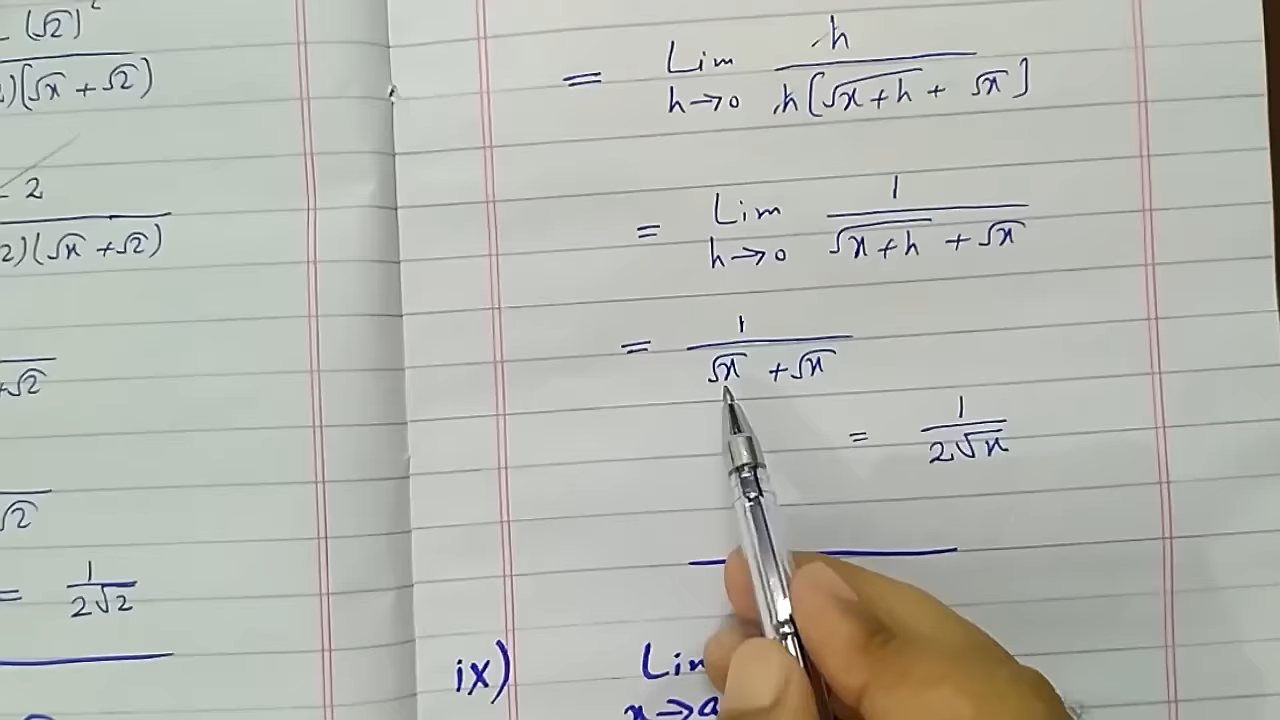 - (√2)²
)(√x + √2)
- 2
2)(√x + √2)
+√2
√2
= 1/(2√2)
= Lim h→0 h/(h[√(x+h) + √x])
= Lim h→0 1/(√(x+h) + √x)
= 1/(√x + √x)
= 1/(2√x)
ix) Lim x→a